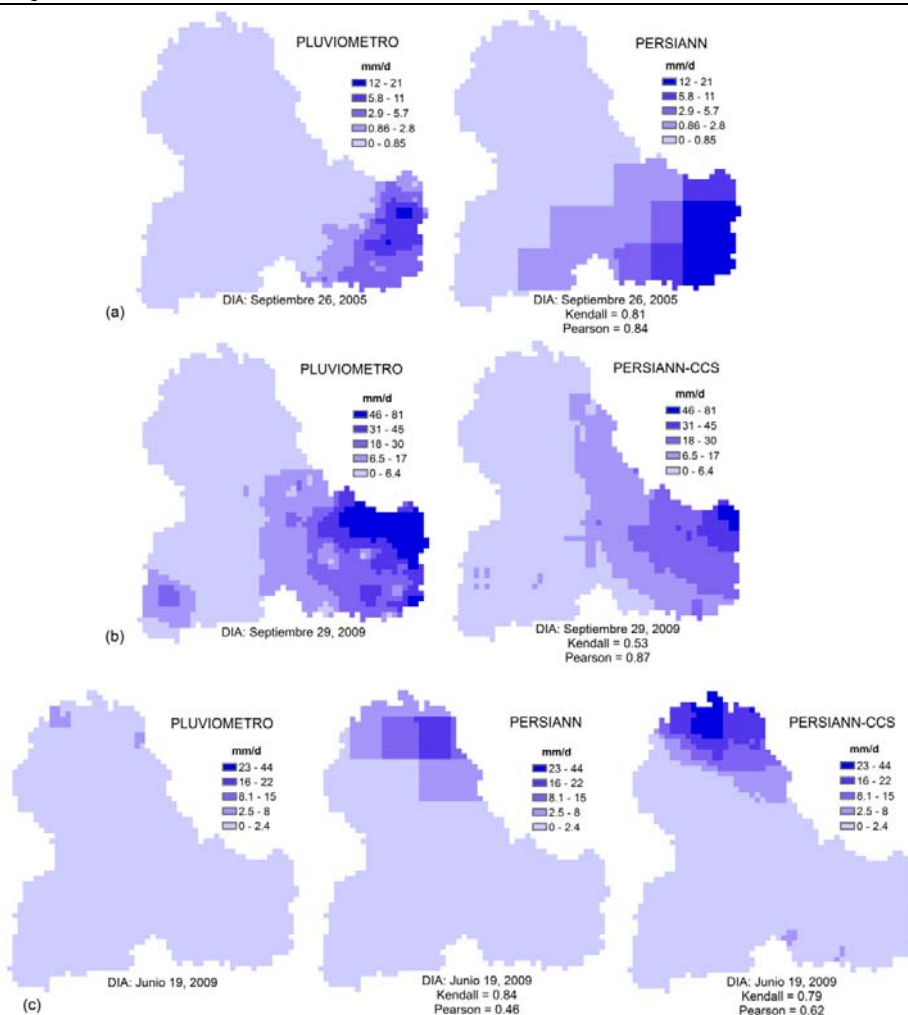 PLUVIOMETRO
mm/d
12 - 21
5.8 - 11
2.9 - 5.7
0.86 - 2.8
0 - 0.85
DIA: Septiembre 26, 2005
PERSIANN
mm/d
12 - 21
5.8 - 11
2.9 - 5.7
0.86 - 2.8
0 - 0.85
DIA: Septiembre 26, 2005
Kendall = 0.81
Pearson = 0.84
(a)
PLUVIOMETRO
mm/d
46 - 81
31 - 45
18 - 30
6.5 - 17
0 - 6.4
DIA: Septiembre 29, 2009
PERSIANN-CCS
mm/d
46 - 81
31 - 45
18 - 30
6.5 - 17
0 - 6.4
DIA: Septiembre 29, 2009
Kendall = 0.53
Pearson = 0.87
(b)
PLUVIOMETRO
mm/d
23 - 44
16 - 22
8.1 - 15
2.5 - 8
0 - 2.4
DIA: Junio 19, 2009
PERSIANN
mm/d
23 - 44
16 - 22
8.1 - 15
2.5 - 8
0 - 2.4
DIA: Junio 19, 2009
Kendall = 0.84
Pearson = 0.46
PERSIANN-CCS
mm/d
23 - 44
16 - 22
8.1 - 15
2.5 - 8
0 - 2.4
DIA: Junio 19, 2009
Kendall = 0.79
Pearson = 0.62
(c)